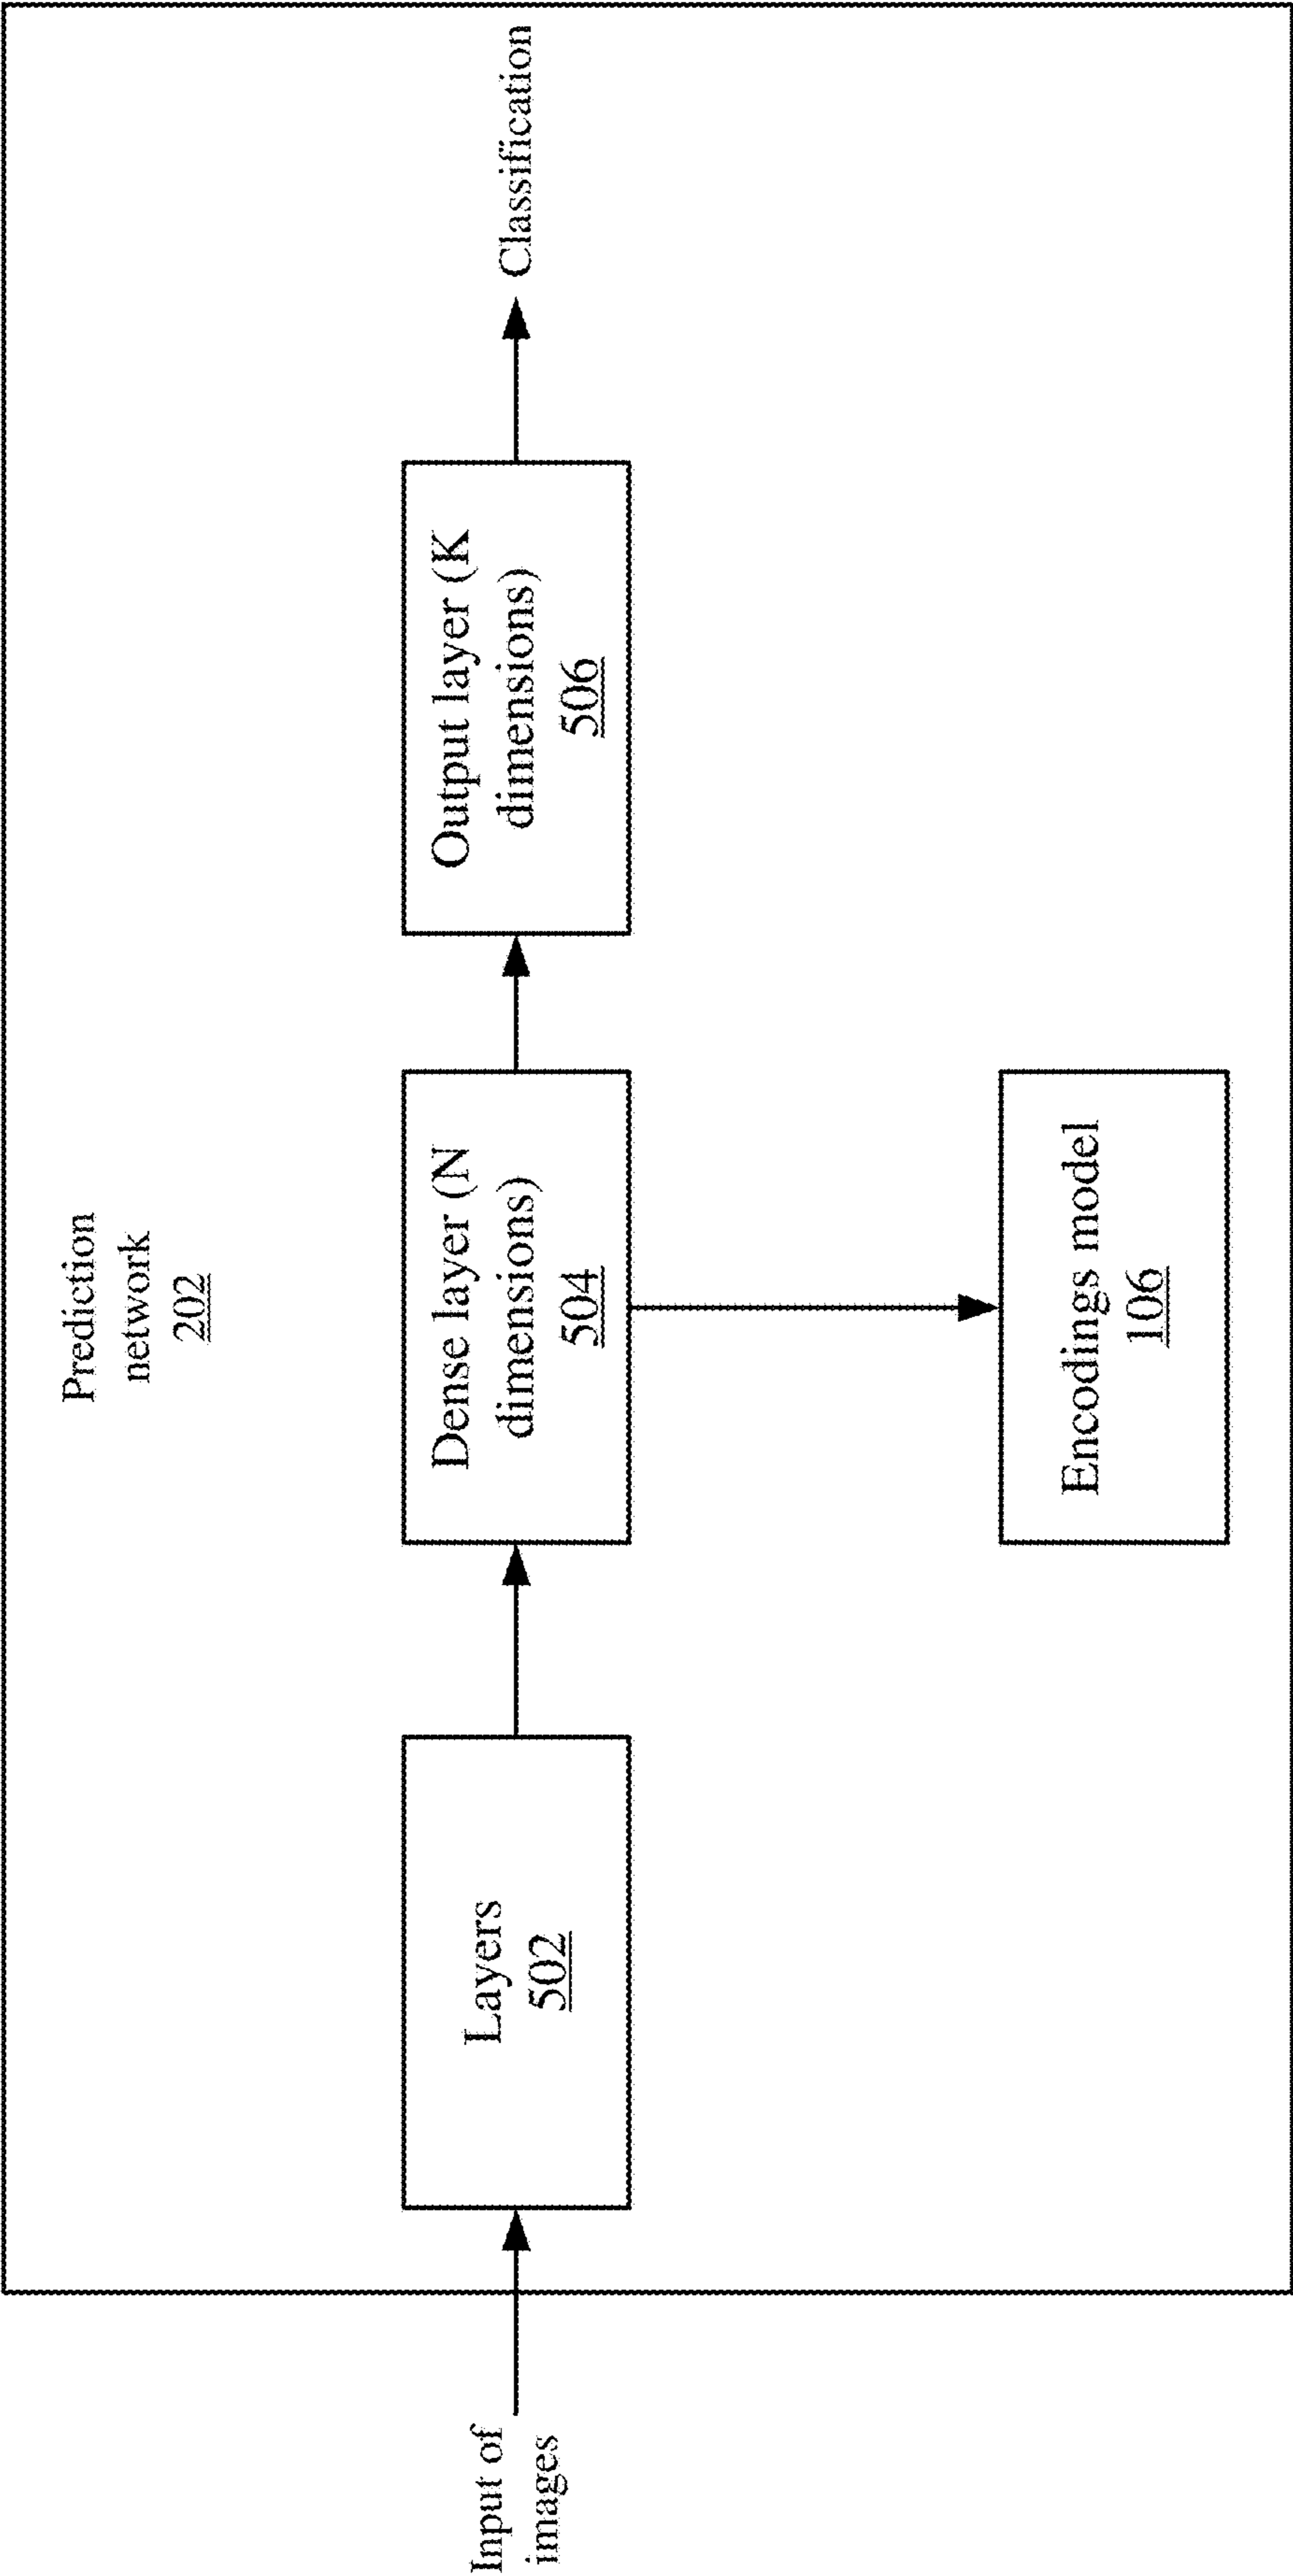 Prediction
network
202
Input of
images
Layers
502
Dense layer (N
dimensions)
504
Output layer (K
dimensions)
506
Classification
Encodings model
106